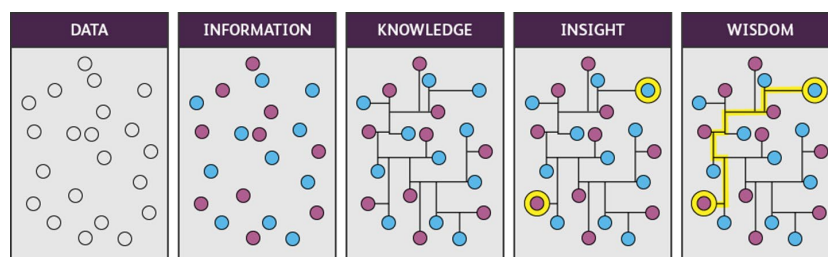 DATA
INFORMATION
KNOWLEDGE
INSIGHT
WISDOM